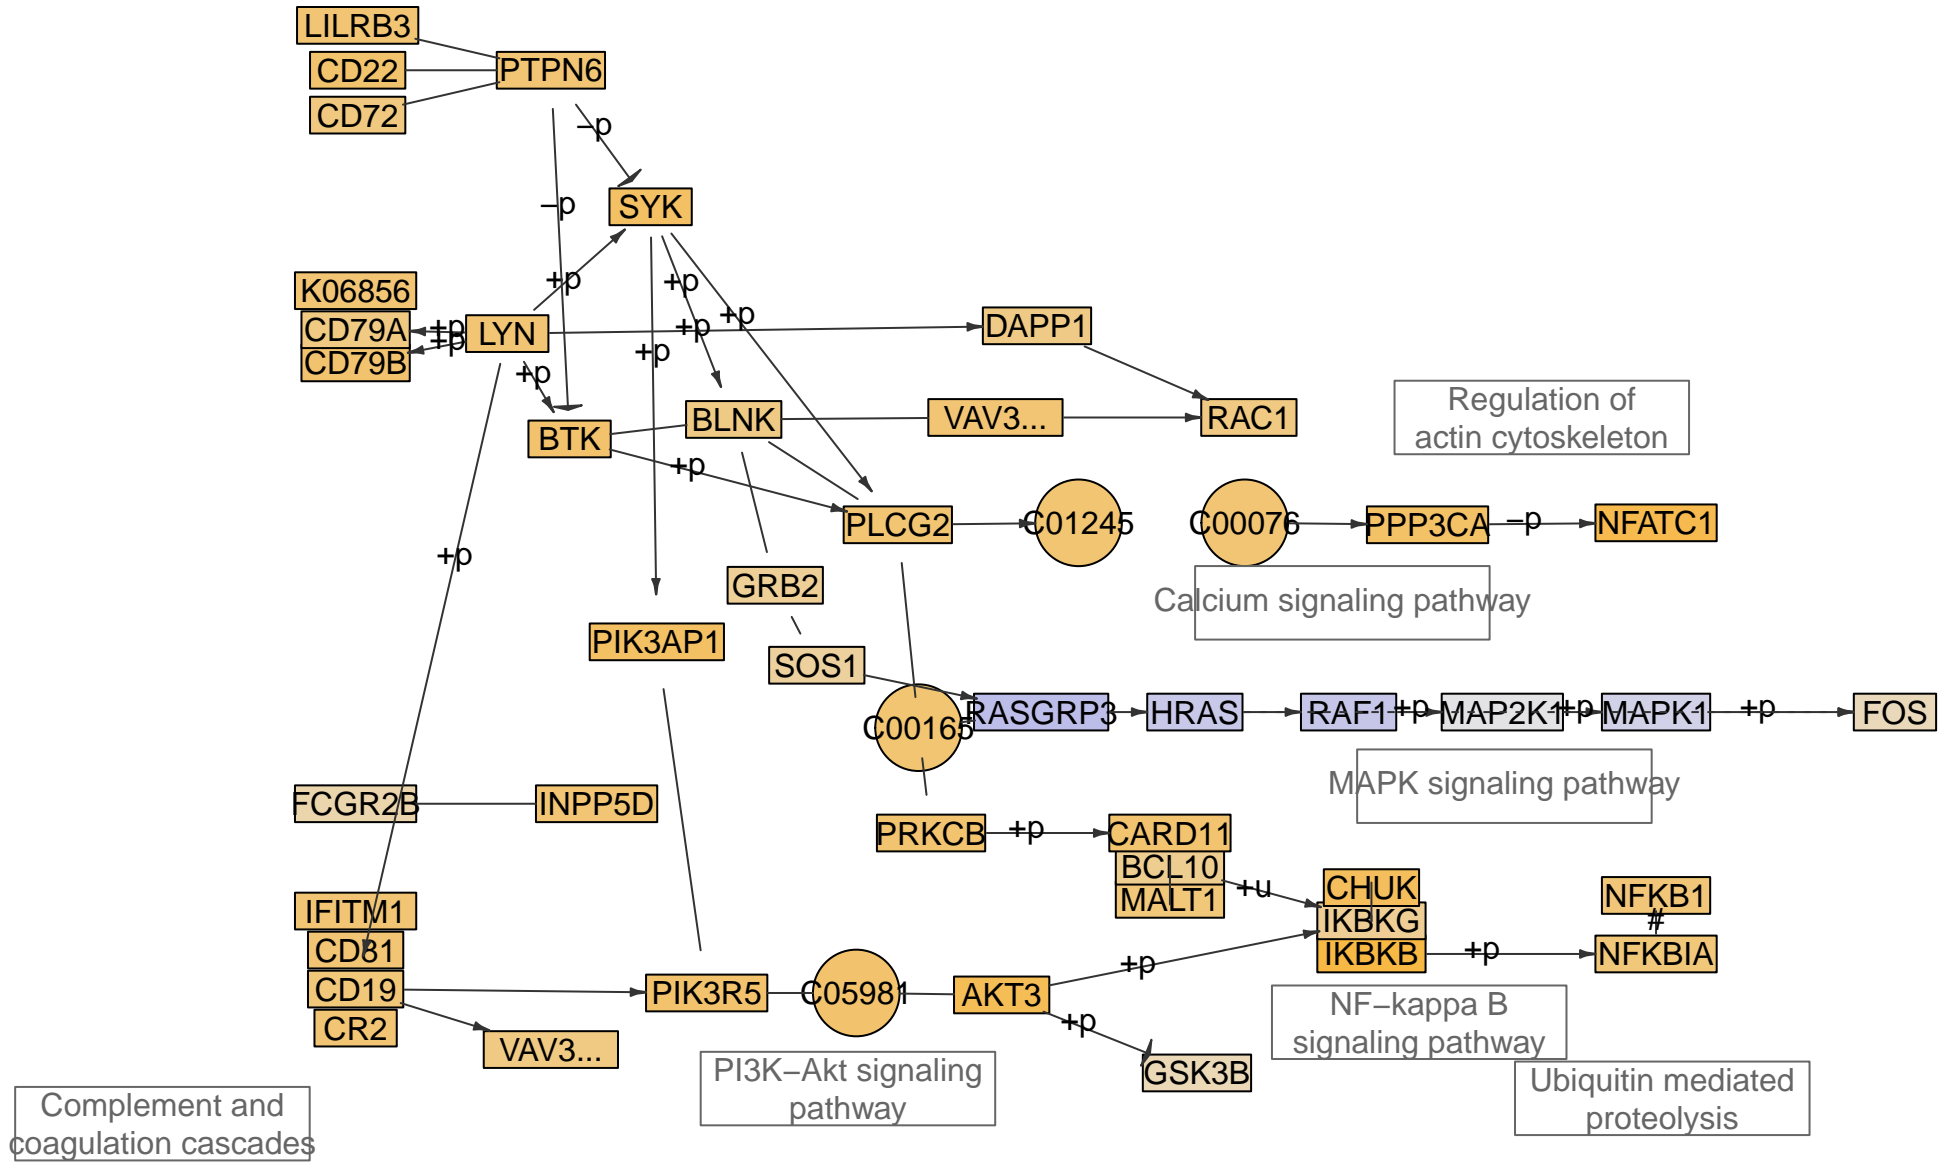 LILRB3
CD22
PTPN6
CD72
–p
SYK
–p
+p
+p
K06856
+p
CD79A
+p
LYN
+p
DAPP1
+p
CD79B
+p
+p
BTK
BLNK
VAV3...
RAC1
Regulation of
actin cytoskeleton
+p
PLCG2
C01245
C00076
PPP3CA
–p
NFATC1
+p
GRB2
Calcium signaling pathway
PIK3AP1
SOS1
C00165
RASGRP3
HRAS
RAF1
+p
MAP2K1
+p
MAPK1
+p
FOS
MAPK signaling pathway
FCGR2B
INPP5D
PRKCB
+p
CARD11
BCL10
MALT1
+u
CHUK
IKBKG
IKBKB
+p
NFKB1
#
NFKBIA
IFITM1
CD81
CD19
CR2
VAV3...
PIK3R5
C05981
AKT3
+p
+p
GSK3B
NF–kappa B
signaling pathway
PI3K–Akt signaling
pathway
Ubiquitin mediated
proteolysis
Complement and
coagulation cascades